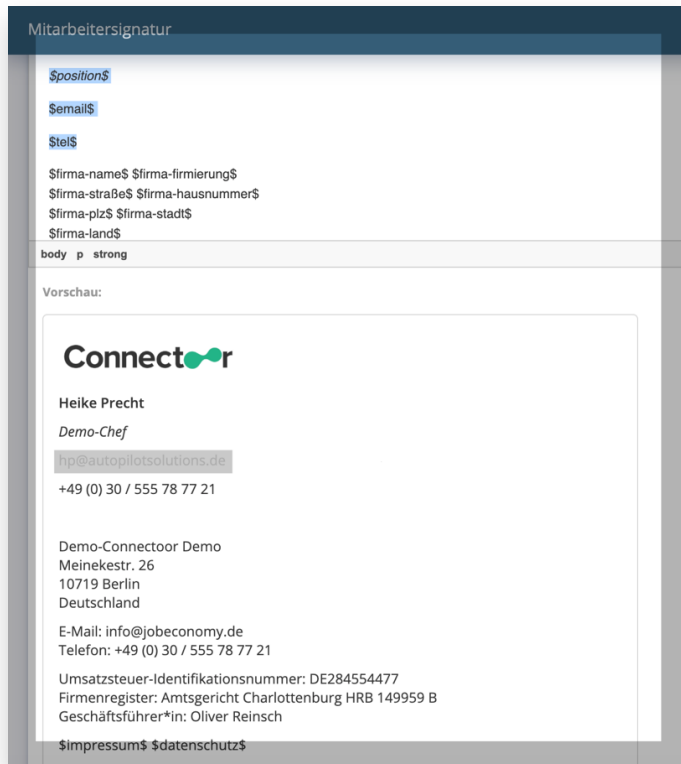 Mitarbeitersignatur
$position$
$email$
$tel$
$firma-name$ $firma-firmierung$
$firma-straße$ $firma-hausnummer$
$firma-plz$ $firma-stadt$
$firma-land$
body p strong
Vorschau:
Connectoor
Heike Precht
Demo-Chef
hp@autopilotsolutions.de
+49 (0) 30 / 555 78 77 21
Demo-Connectoor Demo
Meinekestr. 26
10719 Berlin
Deutschland
E-Mail: info@jobeconomy.de
Telefon: +49 (0) 30 / 555 78 77 21
Umsatzsteuer-Identifikationsnummer: DE284554477
Firmenregister: Amtsgericht Charlottenburg HRB 149959 B
Geschäftsführer*in: Oliver Reinsch
$impressum$ $datenschutz$